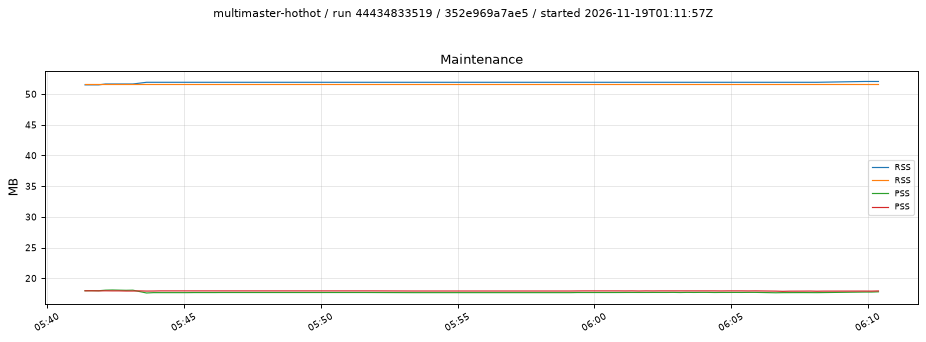 multimaster-hothot / run 44434833519 / 352e969a7ae5 / started 2026-11-19T01:11:57Z
Maintenance
MB
50
45
40
35
30
25
20
RSS
RSS
PSS
PSS
05:40
05:45
05:50
05:55
06:00
06:05
06:10